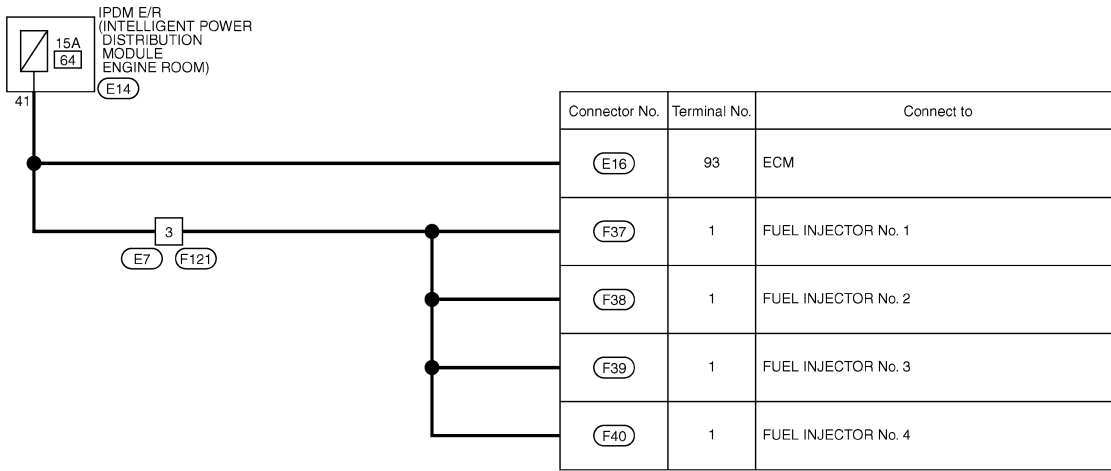 IPDM E/R
(INTELLIGENT POWER
DISTRIBUTION
MODULE
ENGINE ROOM)
15A
64
E14
41
Connector No. Terminal No. Connect to
E16 93 ECM
F37 1 FUEL INJECTOR No. 1
3
E7 F121
F38 1 FUEL INJECTOR No. 2
F39 1 FUEL INJECTOR No. 3
F40 1 FUEL INJECTOR No. 4